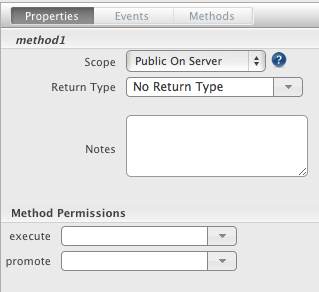 Properties Events Methods
method1
Scope Public On Server ?
Return Type No Return Type
Notes
Method Permissions
execute
promote